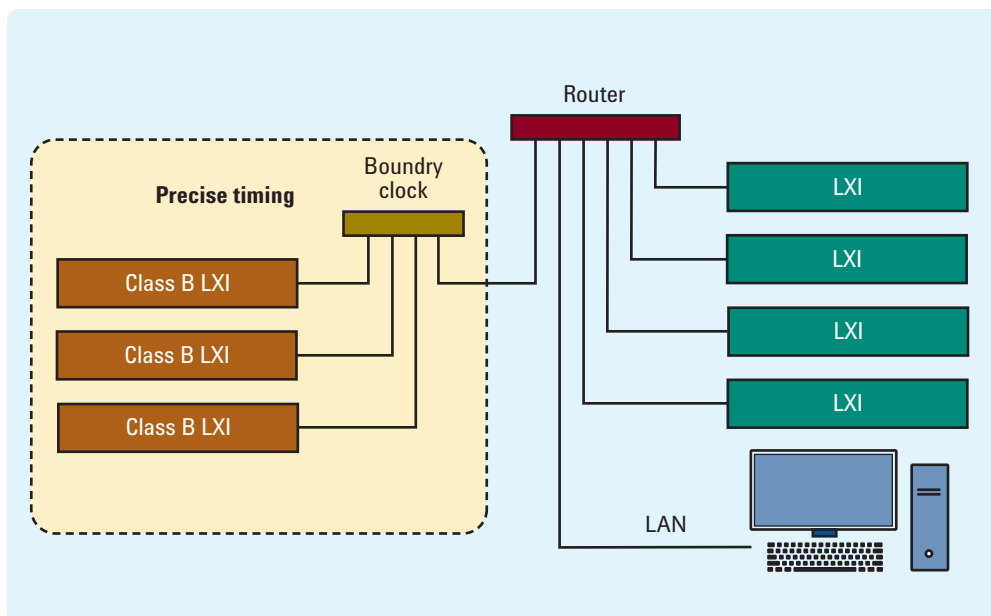 Router
Precise timing
Boundry
clock
Class B LXI
Class B LXI
Class B LXI
LXI
LXI
LXI
LXI
LAN